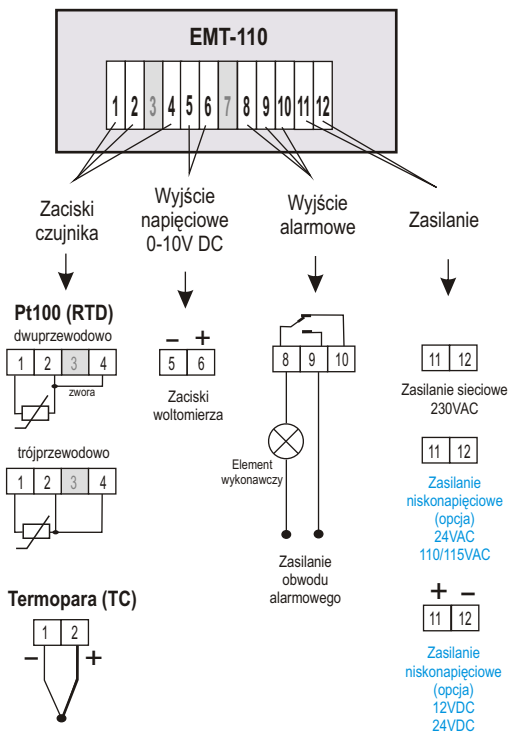 EMT-110
1 2 3 4 5 6 7 8 9 10 11 12
Zaciski
czujnika
Wyjście
napięciowe
0-10V DC
Wyjście
alarmowe
Zasilanie
Pt100 (RTD)
dwuprzewodowo
1 2 3 4
zwora
trójprzewodowo
1 2 3 4
Termopara (TC)
1 2
– +
– +
5 6
Zaciski
woltomierza
8 9 10
Element
wykonawczy
Zasilanie
obwodu
alarmowego
11 12
Zasilanie sieciowe
230VAC
11 12
Zasilanie
niskonapięciowe
(opcja)
24VAC
110/115VAC
+ –
11 12
Zasilanie
niskonapięciowe
(opcja)
12VDC
24VDC